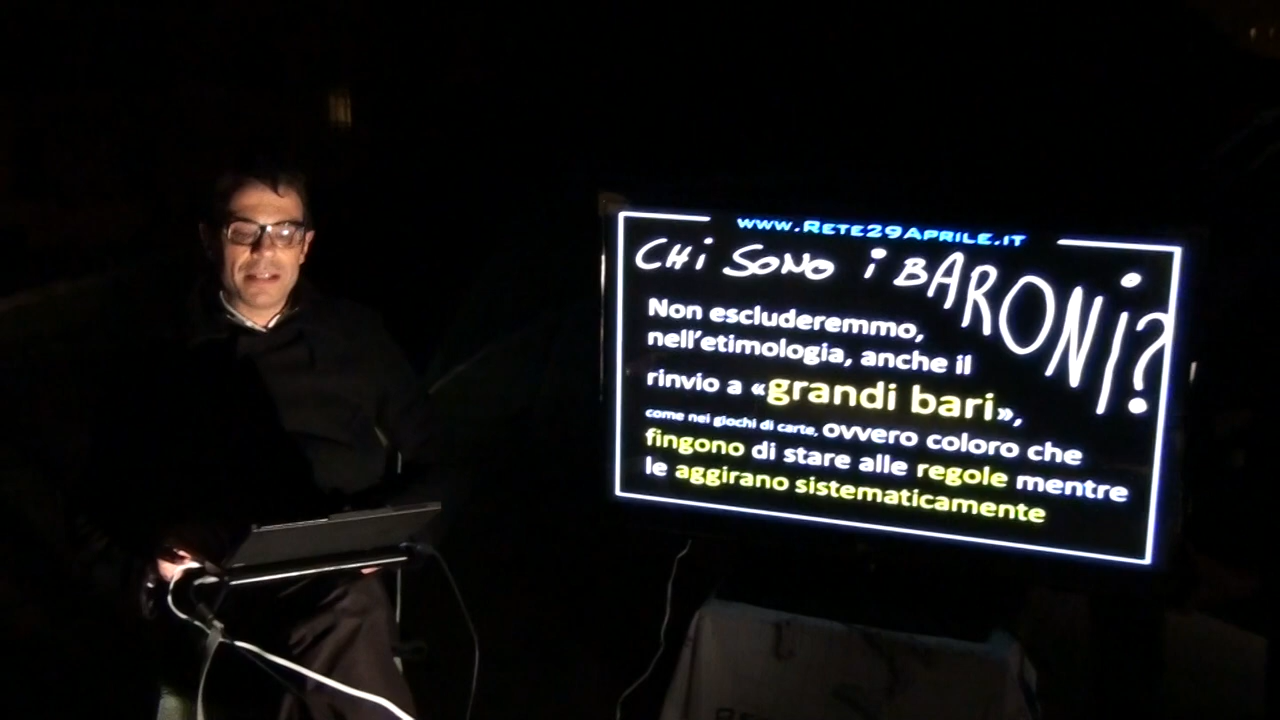 www.Rete29Aprile.it
CHi SONO i BARONi?
Non escluderemmo,
nell'etimologia, anche il
rinvio a «grandi bari»,
come nei giochi di carte, ovvero coloro che
fingono di stare alle regole mentre
le aggirano sistematicamente